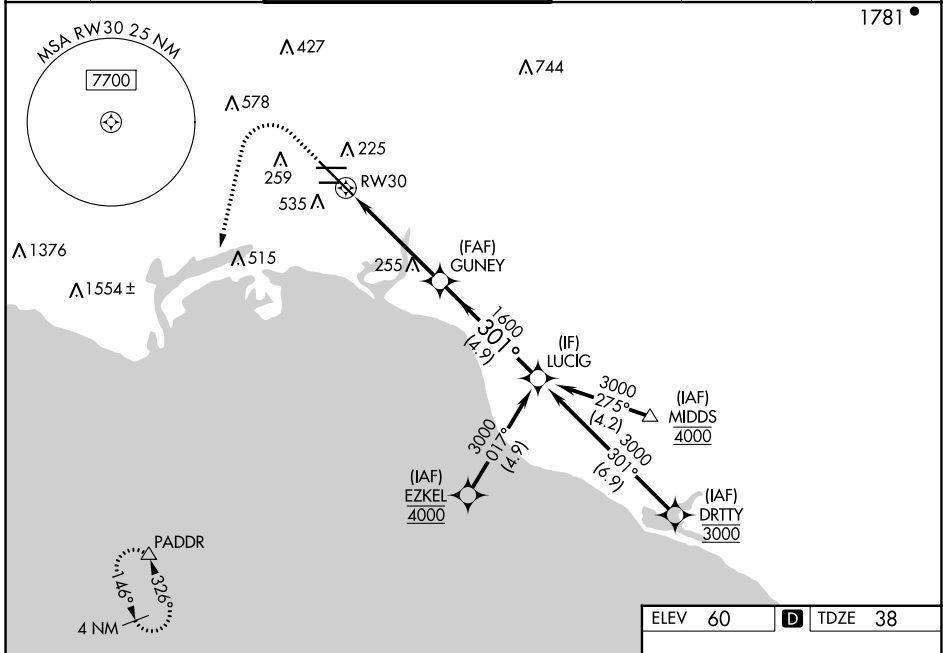 1781
MSA RW30 25 NM
7700
427
744
578
225
259
RW30
535
1376
515
1554 ±
255
(FAF)
GUNEY
1600
301°
(4.9)
(IF)
LUCIG
3000
275°
(4.2)
(IAF)
MIDDS
4000
3000
017°
(4.9)
3000
301°
(6.9)
(IAF)
EZKEL
4000
(IAF)
DRTTY
3000
PADDR
146°
326°
4 NM
ELEV 60
D
TDZE 38